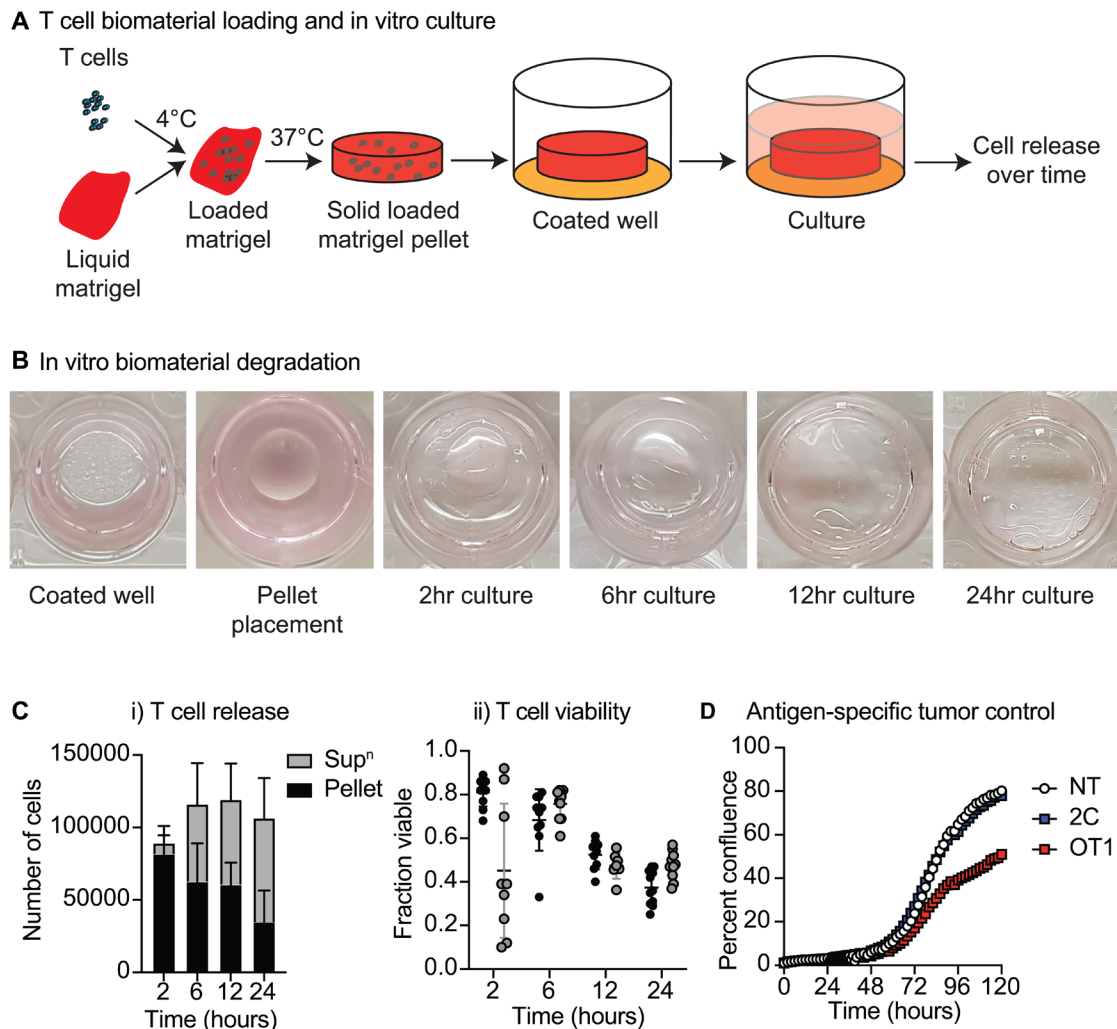 A T cell biomaterial loading and in vitro culture
T cells
4°C
37°C
Liquid
matrigel
Loaded
matrigel
Solid loaded
matrigel pellet
Coated well
Culture
Cell release
over time
B In vitro biomaterial degradation
Coated well
Pellet
placement
2hr culture
6hr culture
12hr culture
24hr culture
C
i) T cell release
Number of cells
150000
100000
50000
0
2 6 12 24
Time (hours)
Supⁿ
Pellet
ii) T cell viability
Fraction viable
1.0
0.8
0.6
0.4
0.2
0.0
2 6 12 24
Time (hours)
D Antigen-specific tumor control
Percent confluence
100
80
60
40
20
0
0 24 48 72 96 120
Time (hours)
NT
2C
OT1